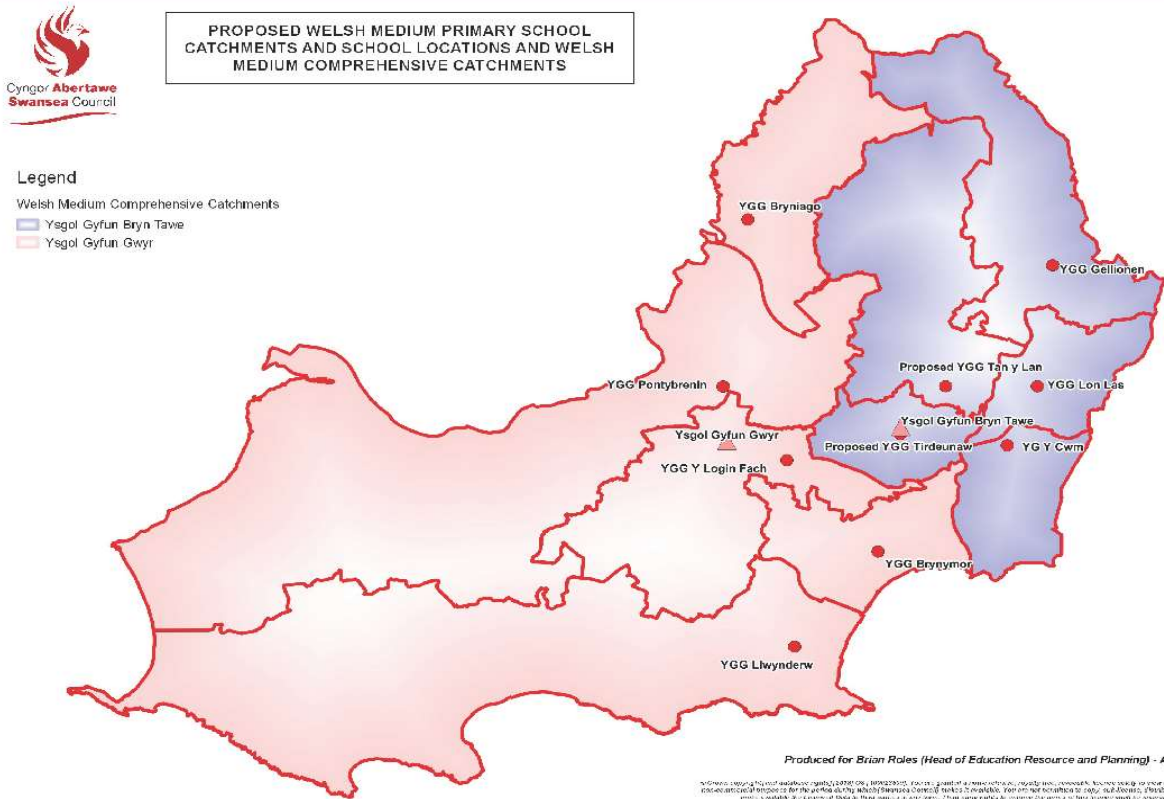 Cyngor Abertawe
Swansea Council
PROPOSED WELSH MEDIUM PRIMARY SCHOOL
CATCHMENTS AND SCHOOL LOCATIONS AND WELSH
MEDIUM COMPREHENSIVE CATCHMENTS
Legend
Welsh Medium Comprehensive Catchments
Ysgol Gyfun Bryn Tawe
Ysgol Gyfun Gwyr
YGG Bryniago
YGG Gellionen
Proposed YGG Tan y Lan
YGG Pontybrenin
YGG Lon Las
Ysgol Gyfun Bryn Tawe
Ysgol Gyfun Gwyr
Proposed YGG Tirdeunaw
YG Y Cwm
YGG Y Login Fach
YGG Brynymor
YGG Llwynderw
Produced for Brian Roles (Head of Education Resource and Planning) - A